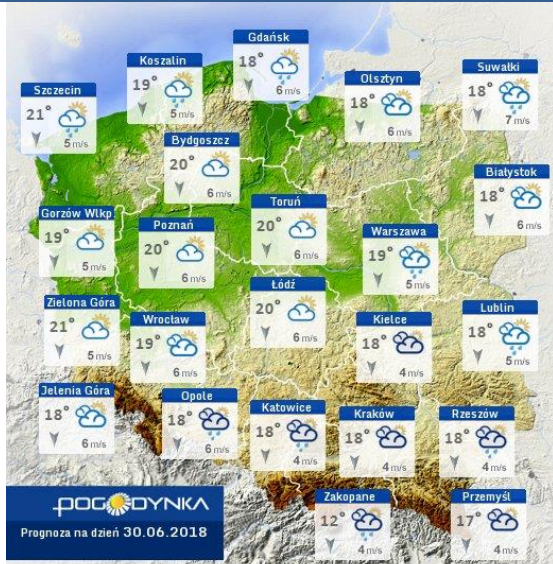 Gdańsk
18°
6 m/s
Koszalin
19°
5 m/s
Suwałki
18°
7 m/s
Olsztyn
18°
6 m/s
Szczecin
21°
5 m/s
Bydgoszcz
20°
6 m/s
Białystok
18°
6 m/s
Toruń
20°
6 m/s
Gorzów Wlkp
19°
5 m/s
Poznań
20°
6 m/s
Warszawa
19°
5 m/s
Łódź
20°
6 m/s
Zielona Góra
21°
5 m/s
Lublin
18°
5 m/s
Wrocław
19°
6 m/s
Kielce
18°
4 m/s
Jelenia Góra
18°
6 m/s
Opole
18°
6 m/s
Katowice
18°
4 m/s
Kraków
18°
4 m/s
Rzeszów
18°
4 m/s
Zakopane
12°
4 m/s
Przemyśl
17°
4 m/s
POGODYNKA
Prognoza na dzień 30.06.2018